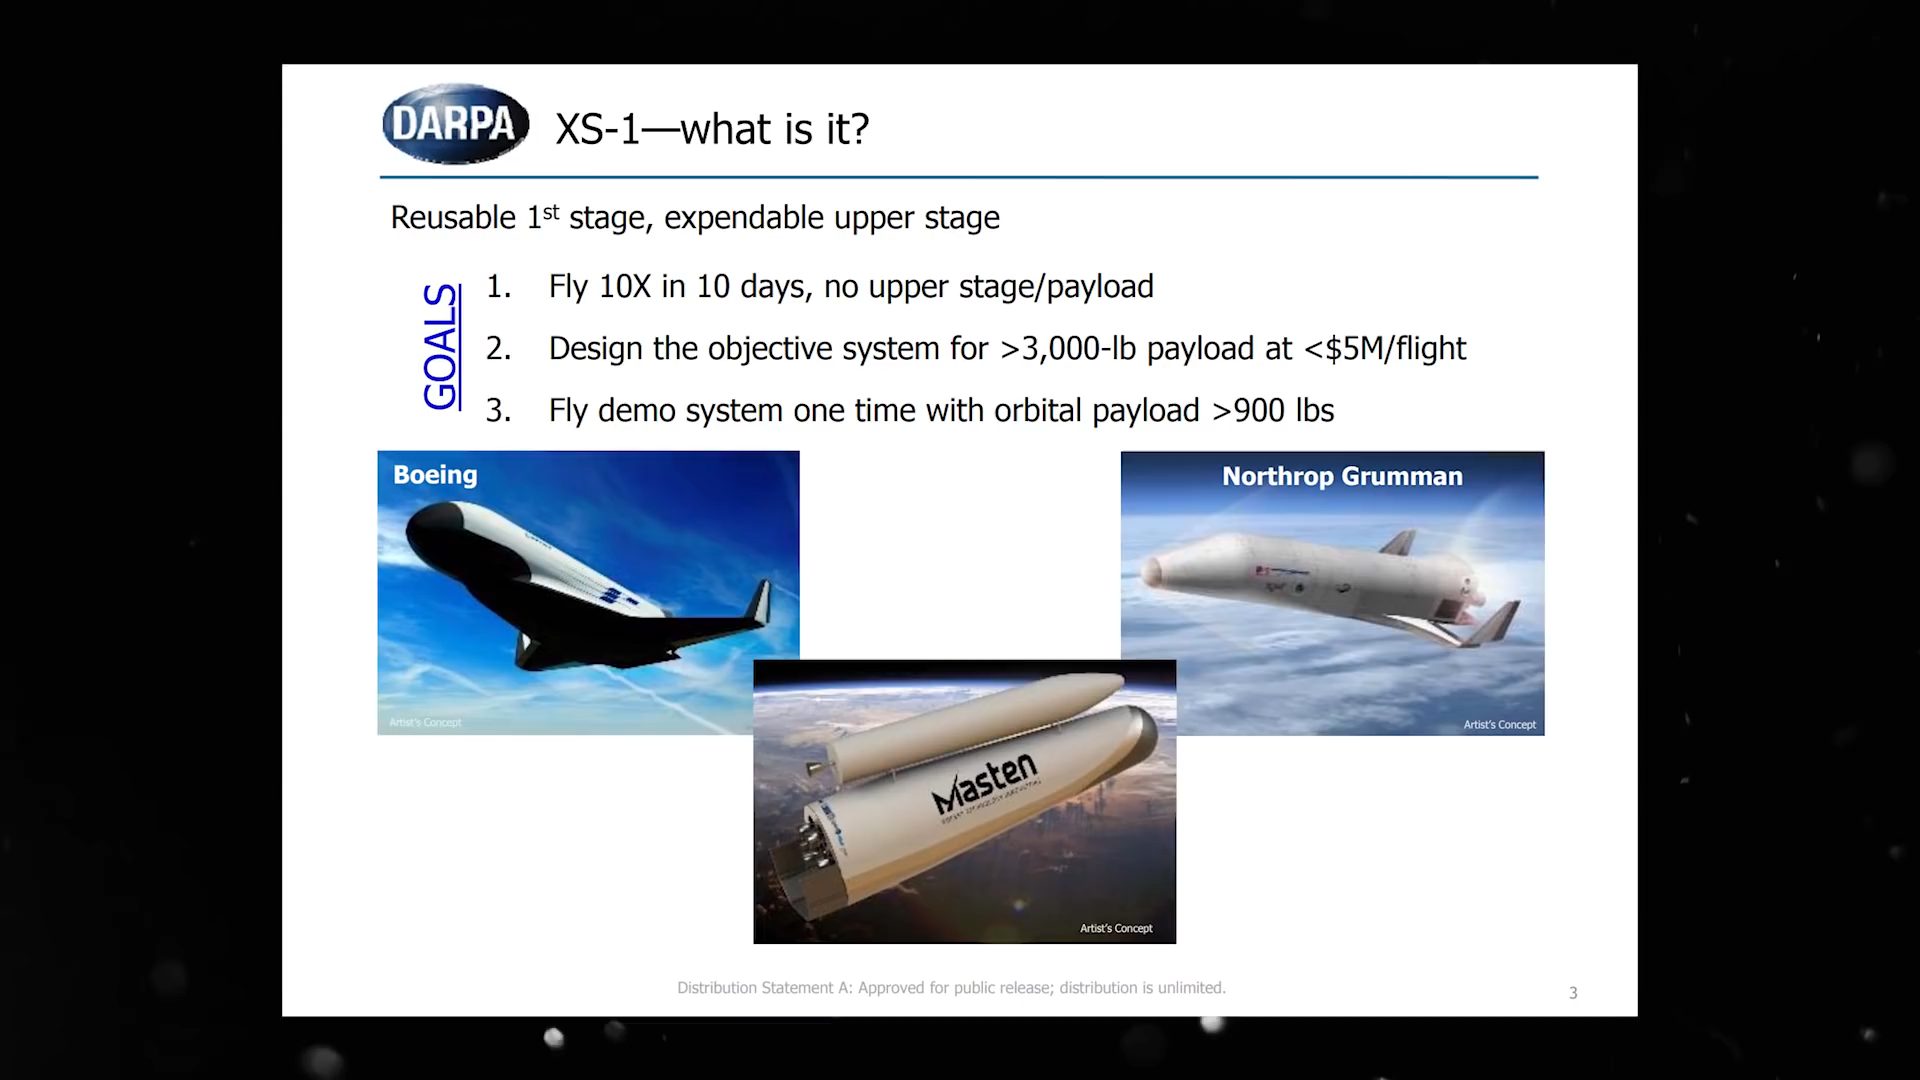 DARPA
XS-1—what is it?
Reusable 1st stage, expendable upper stage
GOALS
1. Fly 10X in 10 days, no upper stage/payload
2. Design the objective system for >3,000-lb payload at <$5M/flight
3. Fly demo system one time with orbital payload >900 lbs
Boeing
Artist's Concept
Northrop Grumman
Artist's Concept
Masten
Artist's Concept
Distribution Statement A: Approved for public release; distribution is unlimited.
3